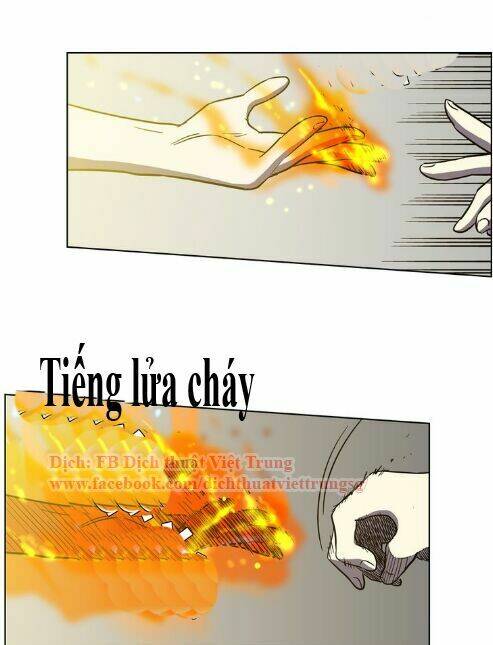 Tiếng lửa cháy
Dịch: FB Dịch thuật Việt Trung
www.facebook.com/dichthuatviettrungsg